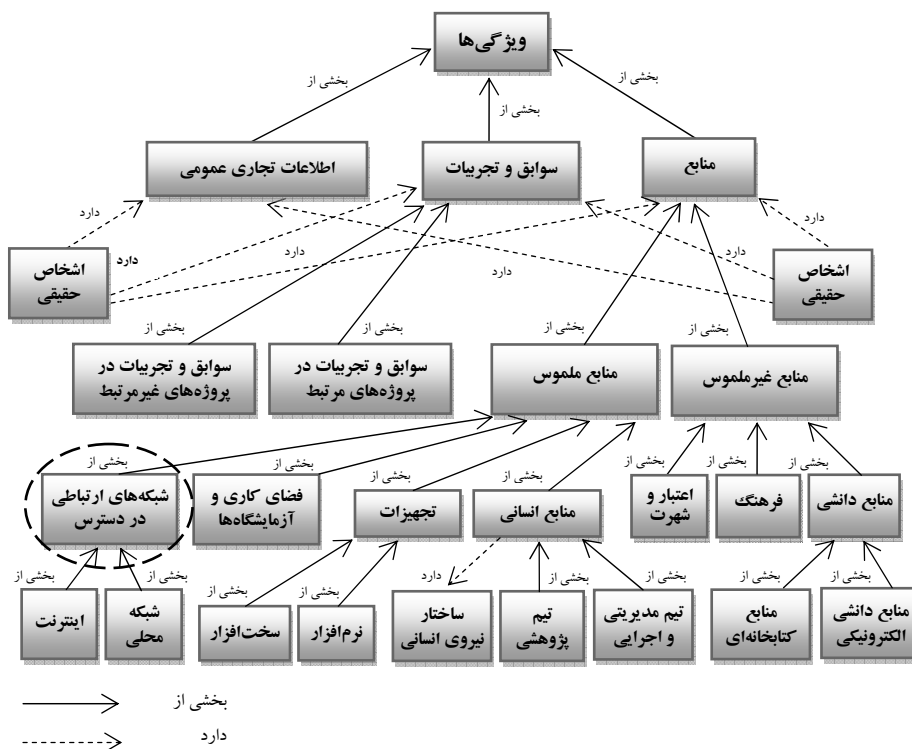 ویژگی‌ها
بخشی از
بخشی از
بخشی از
منابع
سوابق و تجربیات
اطلاعات تجاری عمومی
دارد
دارد
دارد
دارد
دارد
دارد
اشخاص
حقیقی
اشخاص
حقیقی
بخشی از
بخشی از
بخشی از
بخشی از
منابع غیرملموس
منابع ملموس
سوابق و تجربیات در
پروژه‌های مرتبط
سوابق و تجربیات در
پروژه‌های غیرمرتبط
بخشی از
بخشی از
بخشی از
بخشی از
بخشی از
بخشی از
بخشی از
منابع دانشی
فرهنگ
اعتبار و
شهرت
منابع انسانی
تجهیزات
فضای کاری و
آزمایشگاه‌ها
شبکه‌های ارتباطی
در دسترس
بخشی از
بخشی از
بخشی از
بخشی از
دارد
بخشی از
بخشی از
بخشی از
بخشی از
منابع دانشی
الکترونیکی
منابع
کتابخانه‌ای
تیم مدیریتی
و اجرایی
تیم
پژوهشی
ساختار
نیروی انسانی
نرم‌افزار
سخت‌افزار
شبکه
محلی
اینترنت
بخشی از
دارد